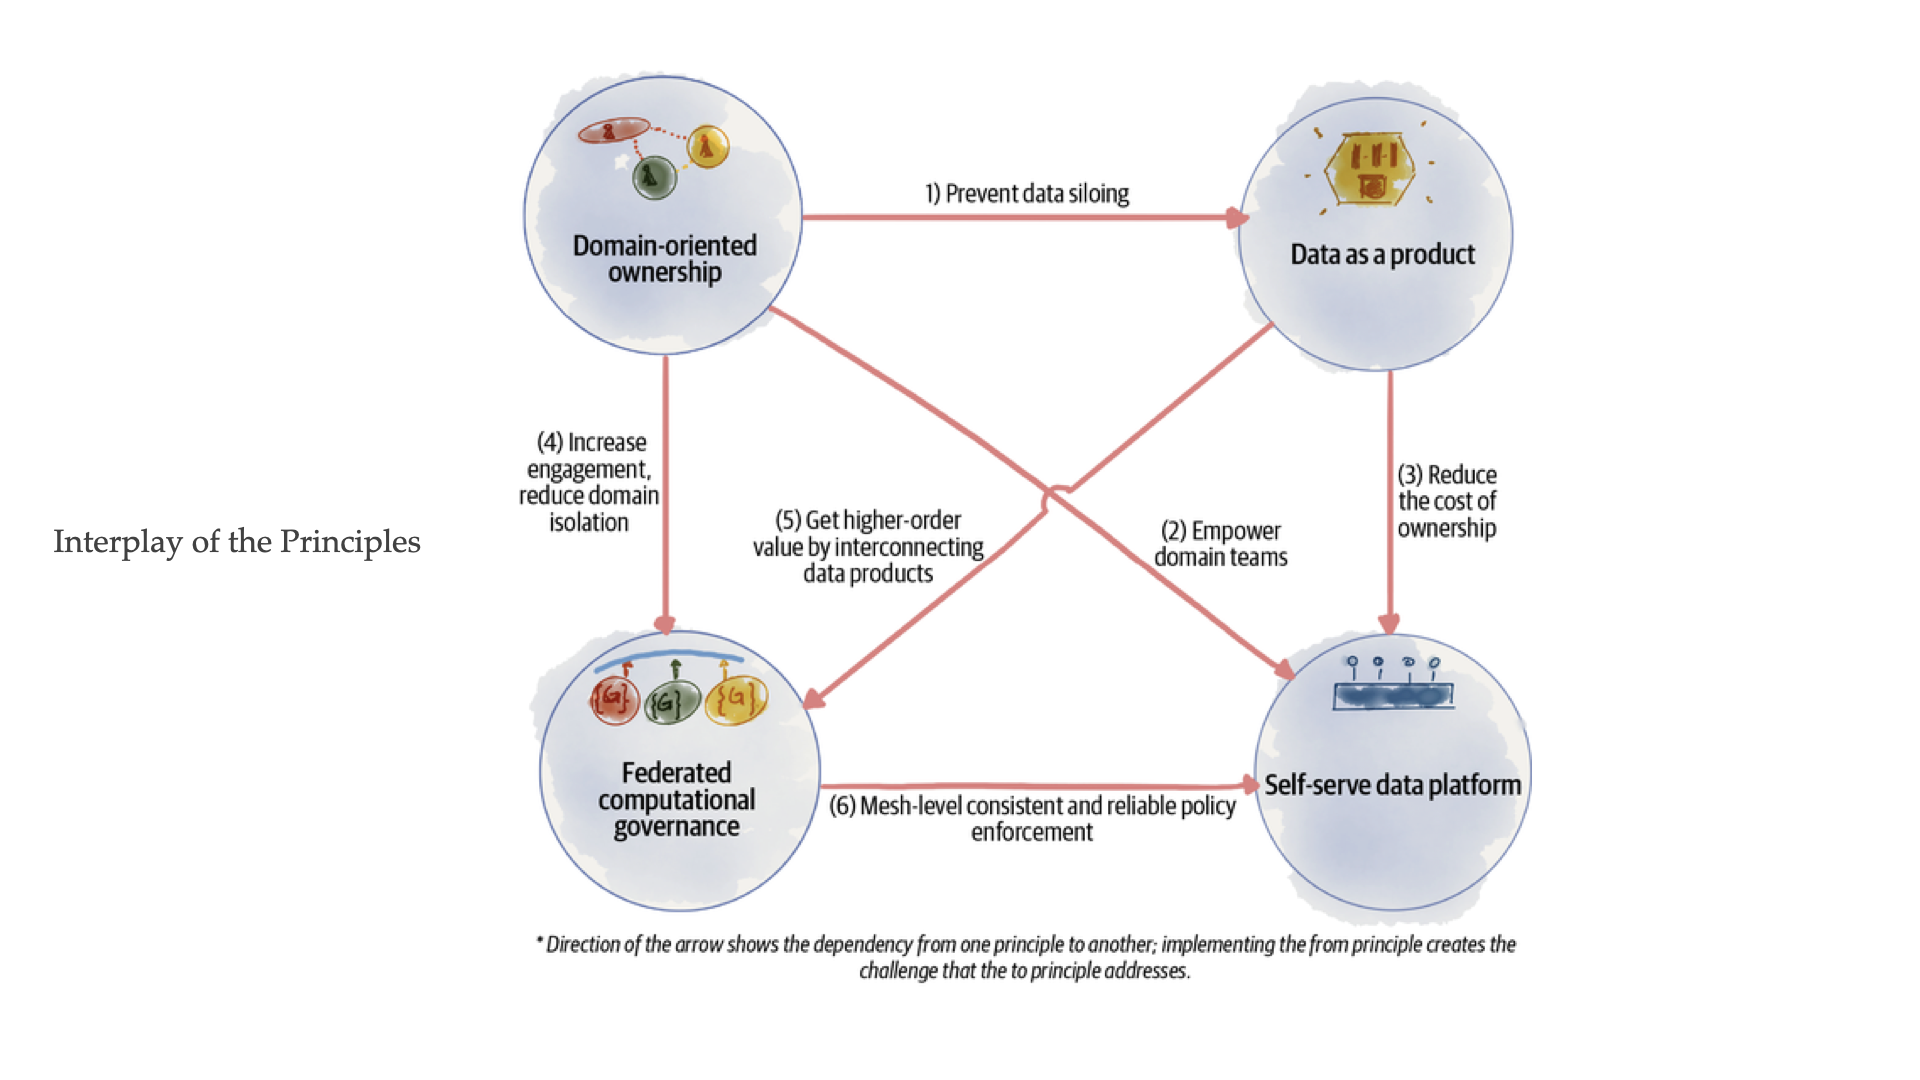 Interplay of the Principles
Domain-oriented
ownership
1) Prevent data siloing
Data as a product
(4) Increase
engagement,
reduce domain
isolation
(5) Get higher-order
value by interconnecting
data products
(2) Empower
domain teams
(3) Reduce
the cost of
ownership
{G} {G} {G}
Federated
computational
governance
(6) Mesh-level consistent and reliable policy
enforcement
Self-serve data platform
* Direction of the arrow shows the dependency from one principle to another; implementing the from principle creates the
challenge that the to principle addresses.